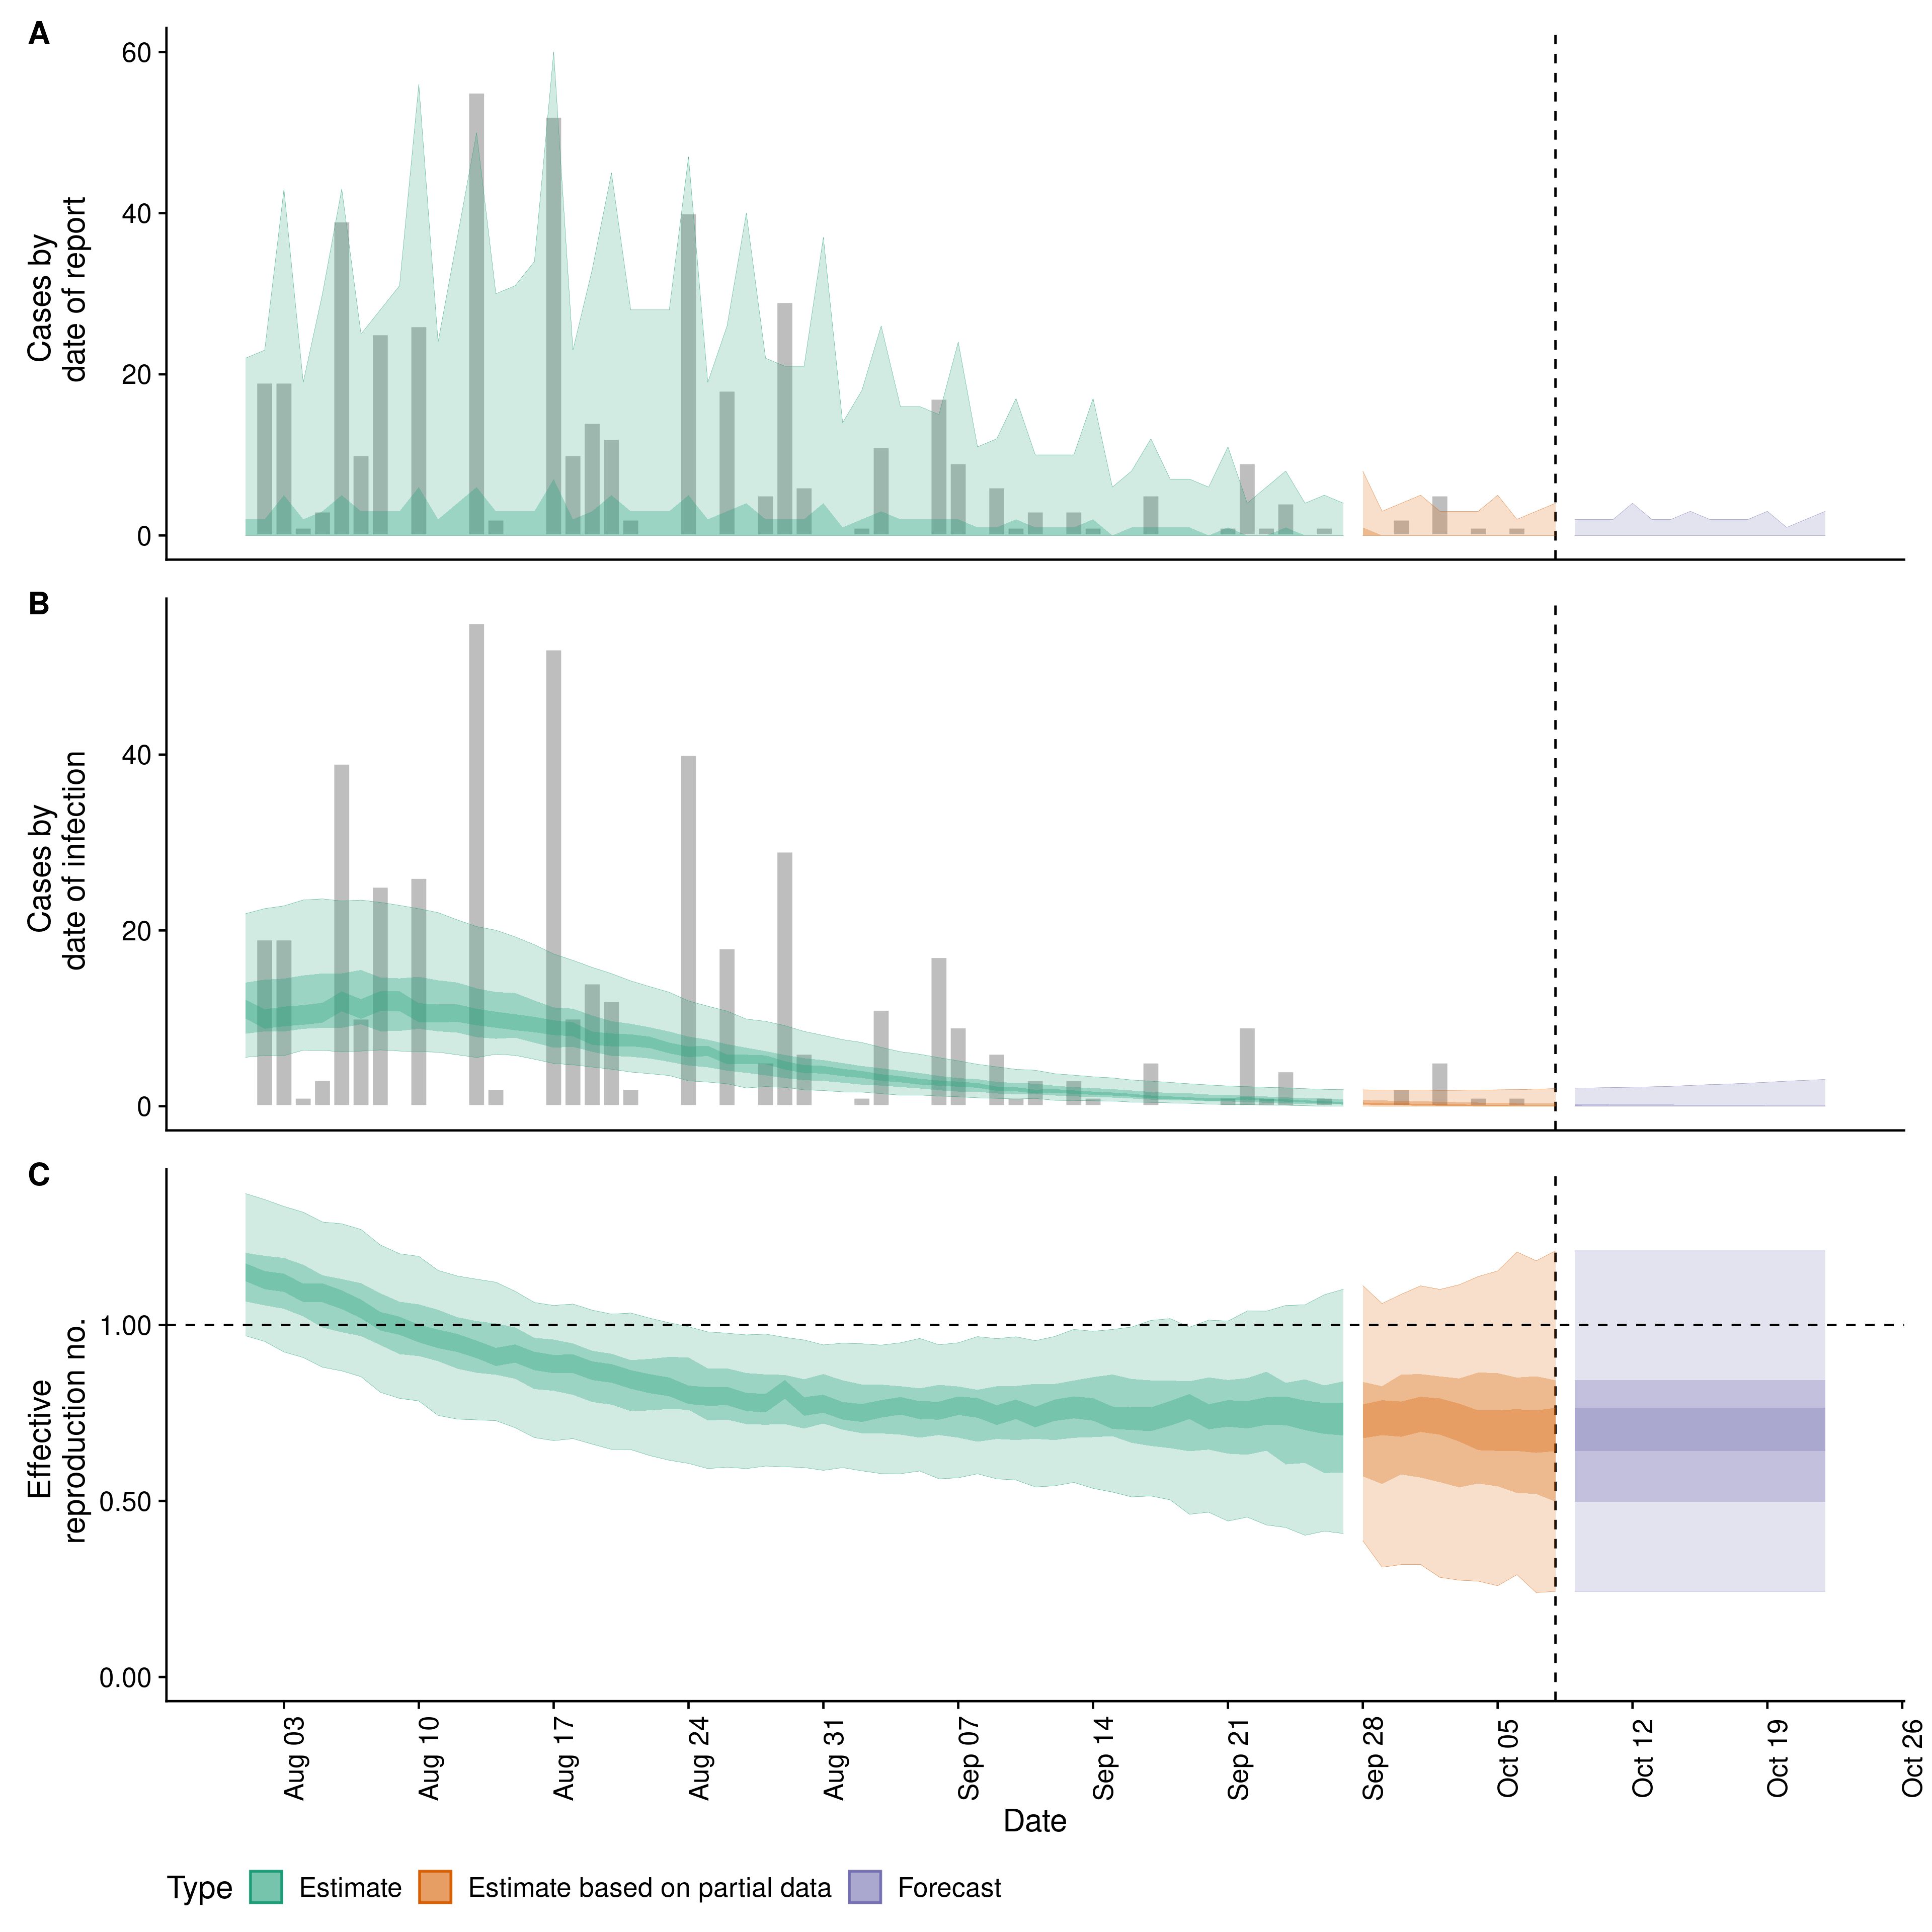 A
60
40
20
0
Cases by
date of report
B
40
20
0
Cases by
date of infection
C
1.00
0.50
0.00
Effective
reproduction no.
Aug 03
Aug 10
Aug 17
Aug 24
Aug 31
Sep 07
Sep 14
Sep 21
Sep 28
Oct 05
Oct 12
Oct 19
Oct 26
Date
Type Estimate Estimate based on partial data Forecast